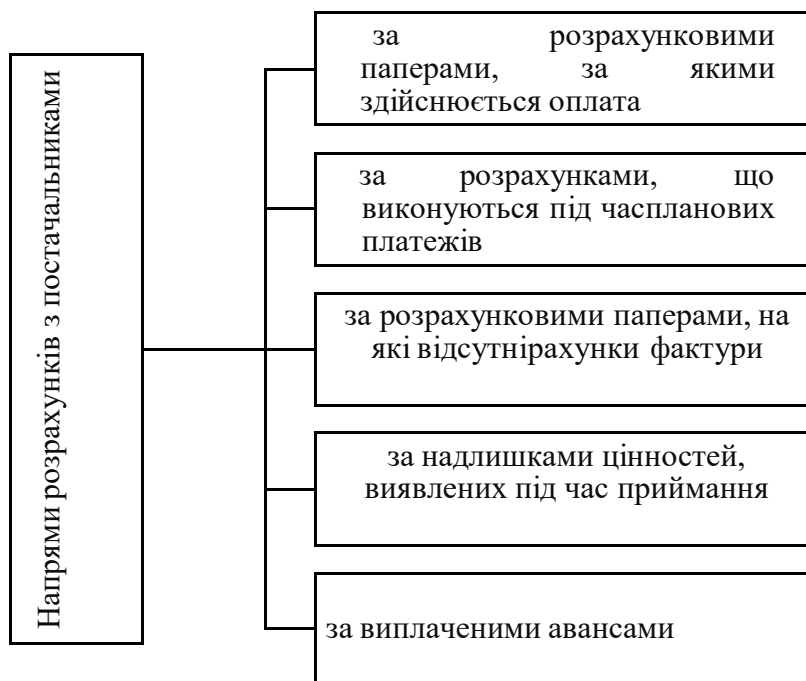 Напрями розрахунків з постачальниками
за розрахунковими
паперами, за якими
здійснюється оплата
за розрахунками, що
виконуються під часпланових
платежів
за розрахунковими паперами, на
які відсутнірахунки фактури
за надлишками цінностей,
виявлених під час приймання
за виплаченими авансами